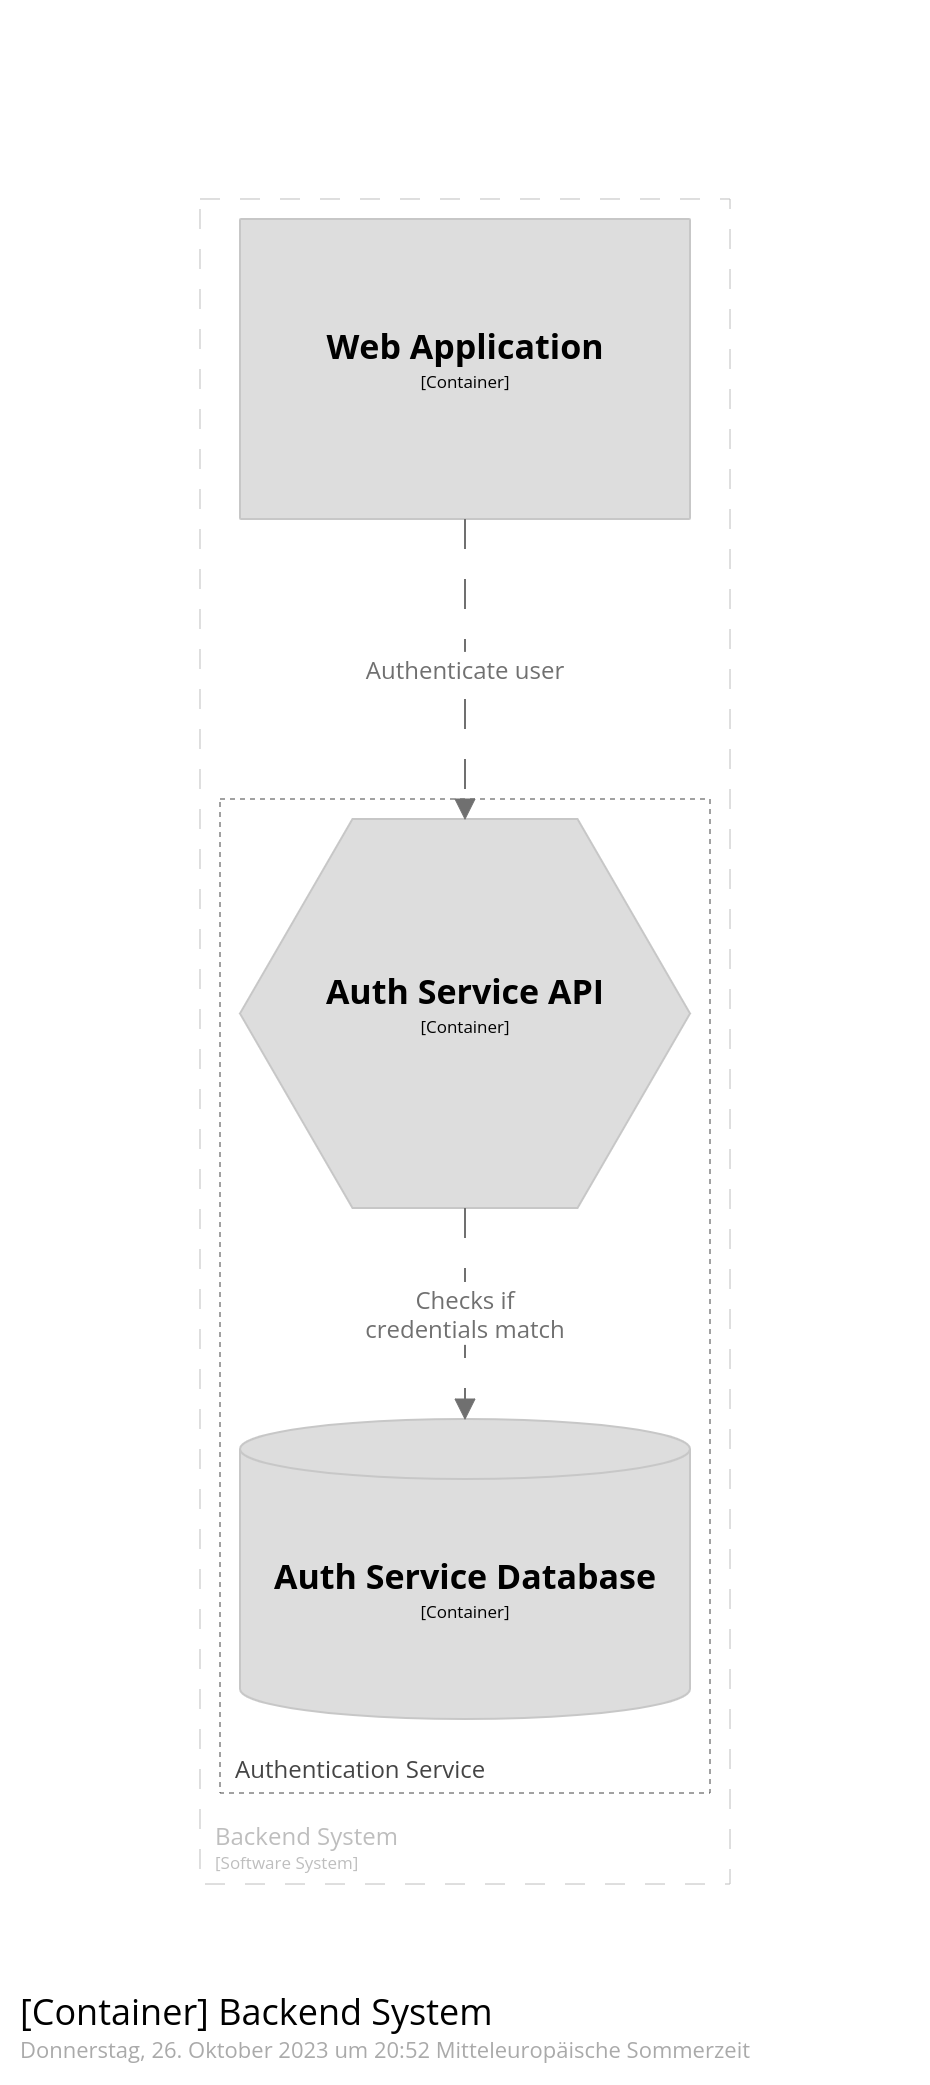 Web Application
[Container]
Authenticate user
Auth Service API
[Container]
Checks if
credentials match
Auth Service Database
[Container]
Authentication Service
Backend System
[Software System]
[Container] Backend System
Donnerstag, 26. Oktober 2023 um 20:52 Mitteleuropäische Sommerzeit